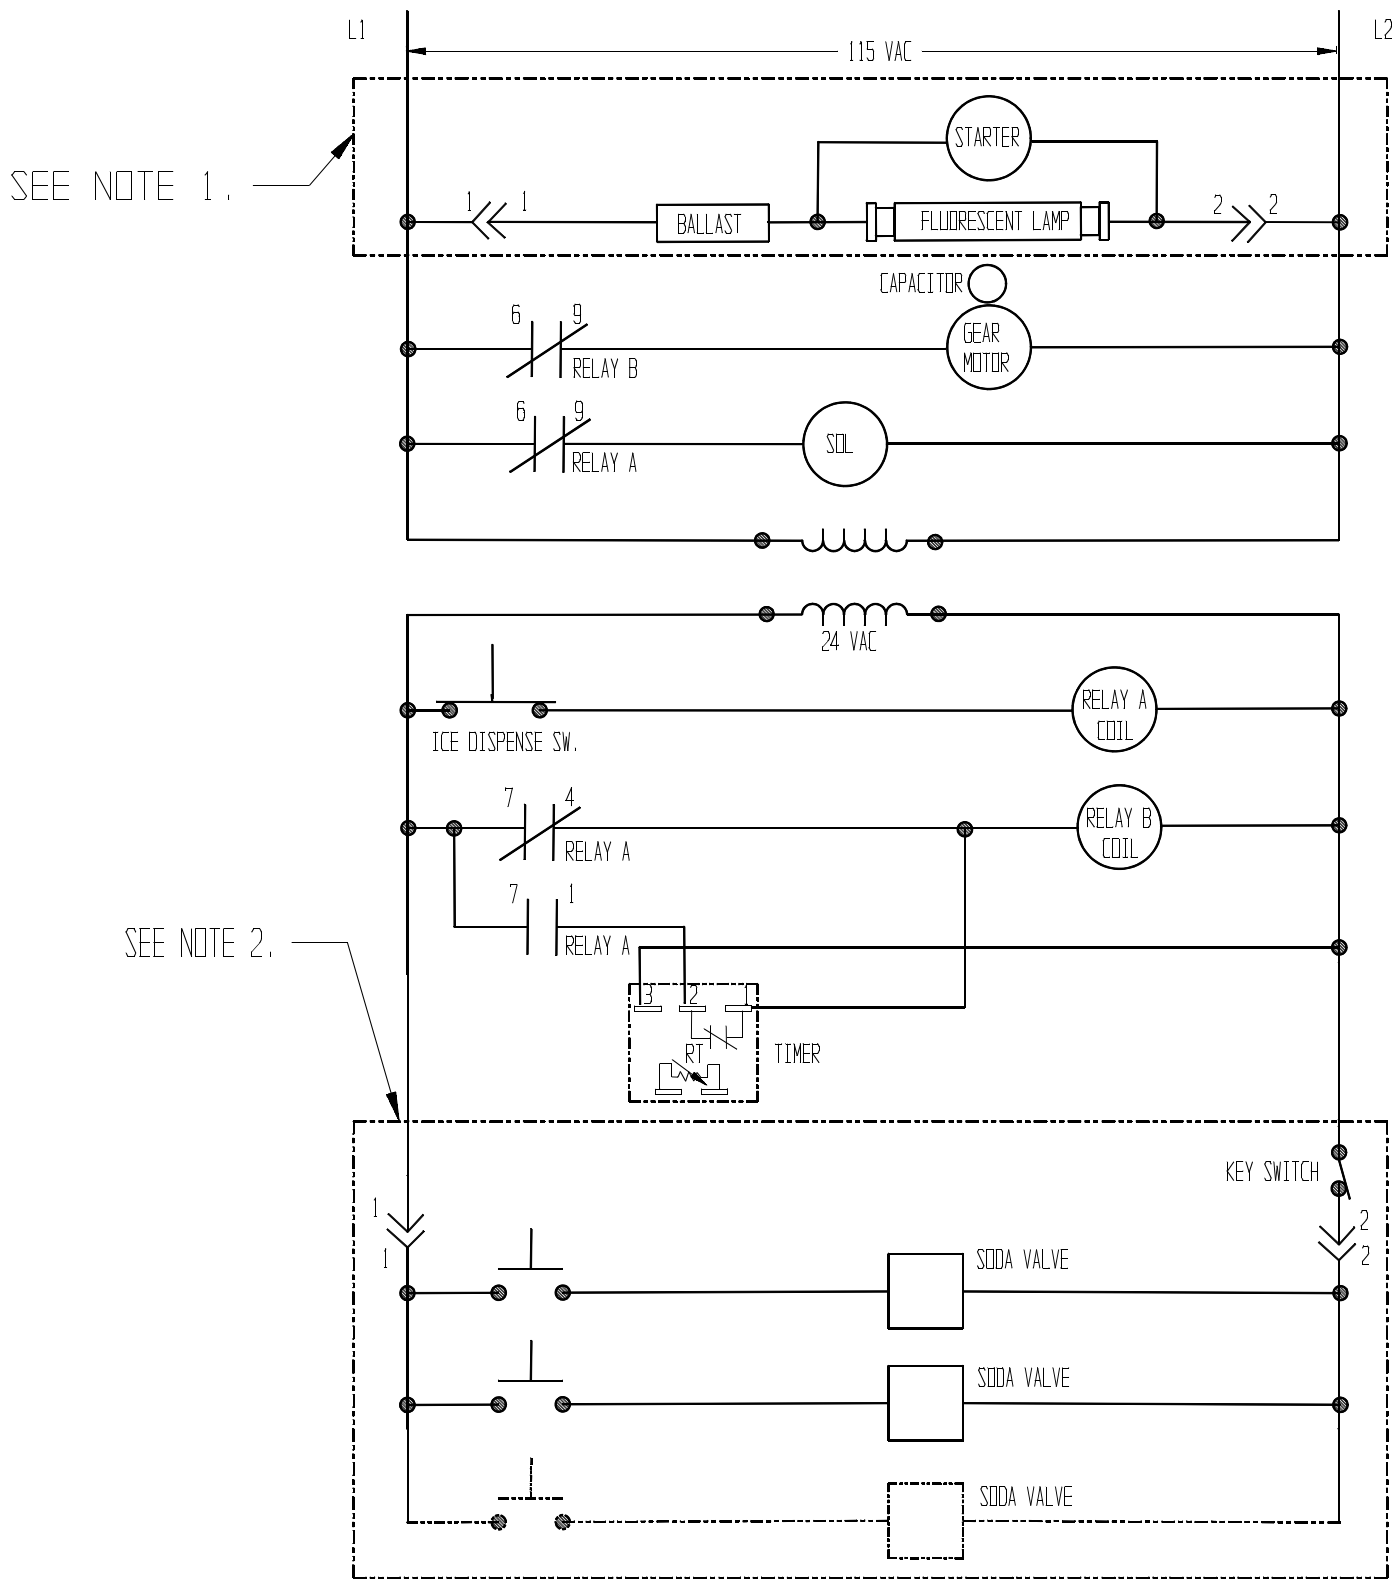 L1
L2
115 VAC
SEE NOTE 1.
STARTER
1 1
BALLAST
FLUORESCENT LAMP
2 2
CAPACITOR
6 9
GEAR
MOTOR
RELAY B
6 9
SOL
RELAY A
24 VAC
RELAY A
COIL
ICE DISPENSE SW.
7 4
RELAY B
COIL
RELAY A
7 1
RELAY A
SEE NOTE 2.
3 2 1
RT
TIMER
KEY SWITCH
1
2
1
2
SODA VALVE
SODA VALVE
SODA VALVE